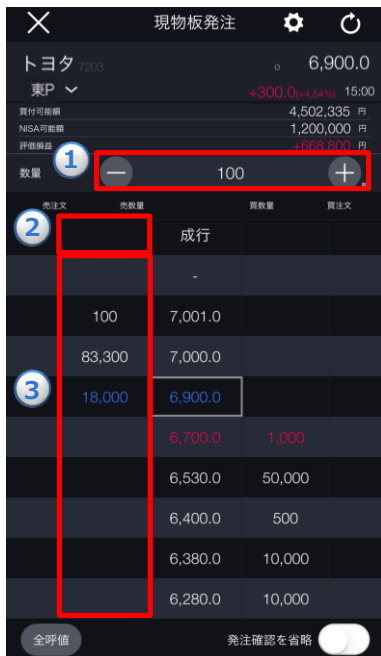 現物板発注
トヨタ 7203 6,900.0
東P +300.0(+4.54%) 15:00
買付可能額 4,502,335 円
NISA可能額 1,200,000 円
評価損益 +668,800 円
1
数量 − 100 +
売注文 売数量 買数量 買注文
2
成行
-
100 7,001.0
83,300 7,000.0
3
18,000 6,900.0
6,700.0 1,000
6,530.0 50,000
6,400.0 500
6,380.0 10,000
6,280.0 10,000
全呼値 発注確認を省略